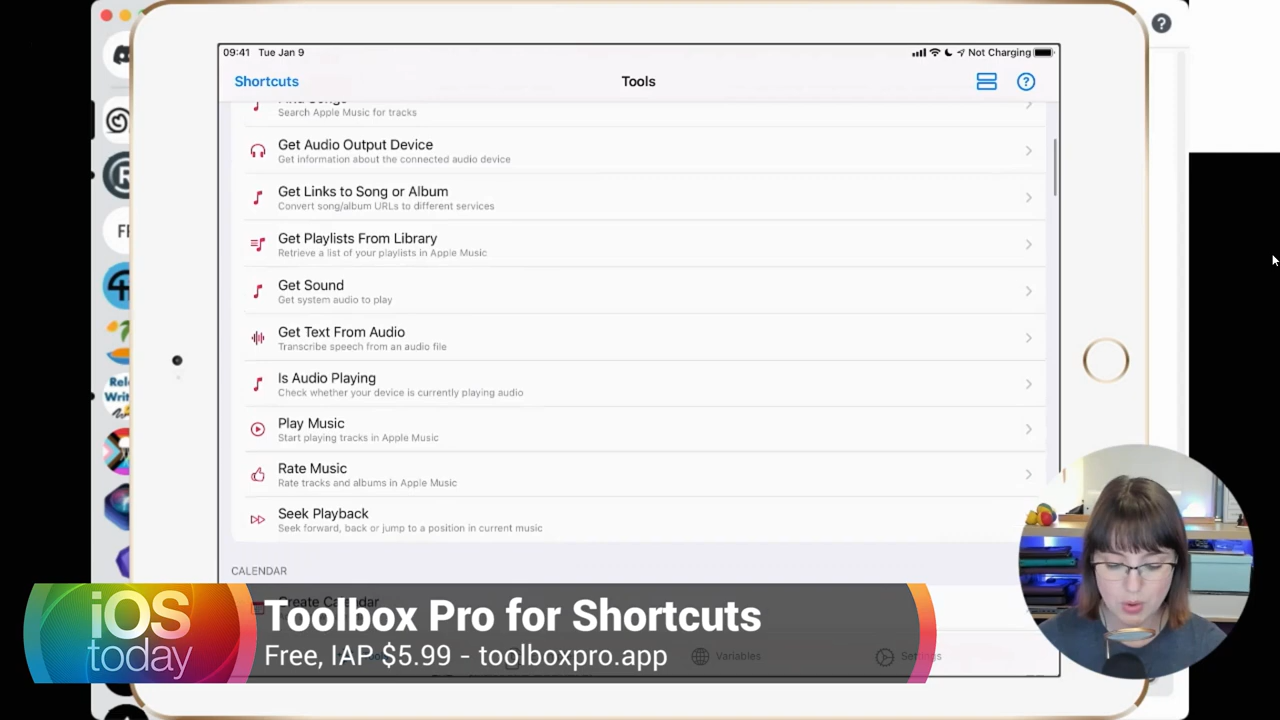 09:41 Tue Jan 9
Not Charging
Shortcuts
Tools
Find Songs
Search Apple Music for tracks
Get Audio Output Device
Get information about the connected audio device
Get Links to Song or Album
Convert song/album URLs to different services
Get Playlists From Library
Retrieve a list of your playlists in Apple Music
Get Sound
Get system audio to play
Get Text From Audio
Transcribe speech from an audio file
Is Audio Playing
Check whether your device is currently playing audio
Play Music
Start playing tracks in Apple Music
Rate Music
Rate tracks and albums in Apple Music
Seek Playback
Seek forward, back or jump to a position in current music
CALENDAR
Create Calendar
Variables
Settings
iOS
today
Toolbox Pro for Shortcuts
Free, IAP $5.99 - toolboxpro.app